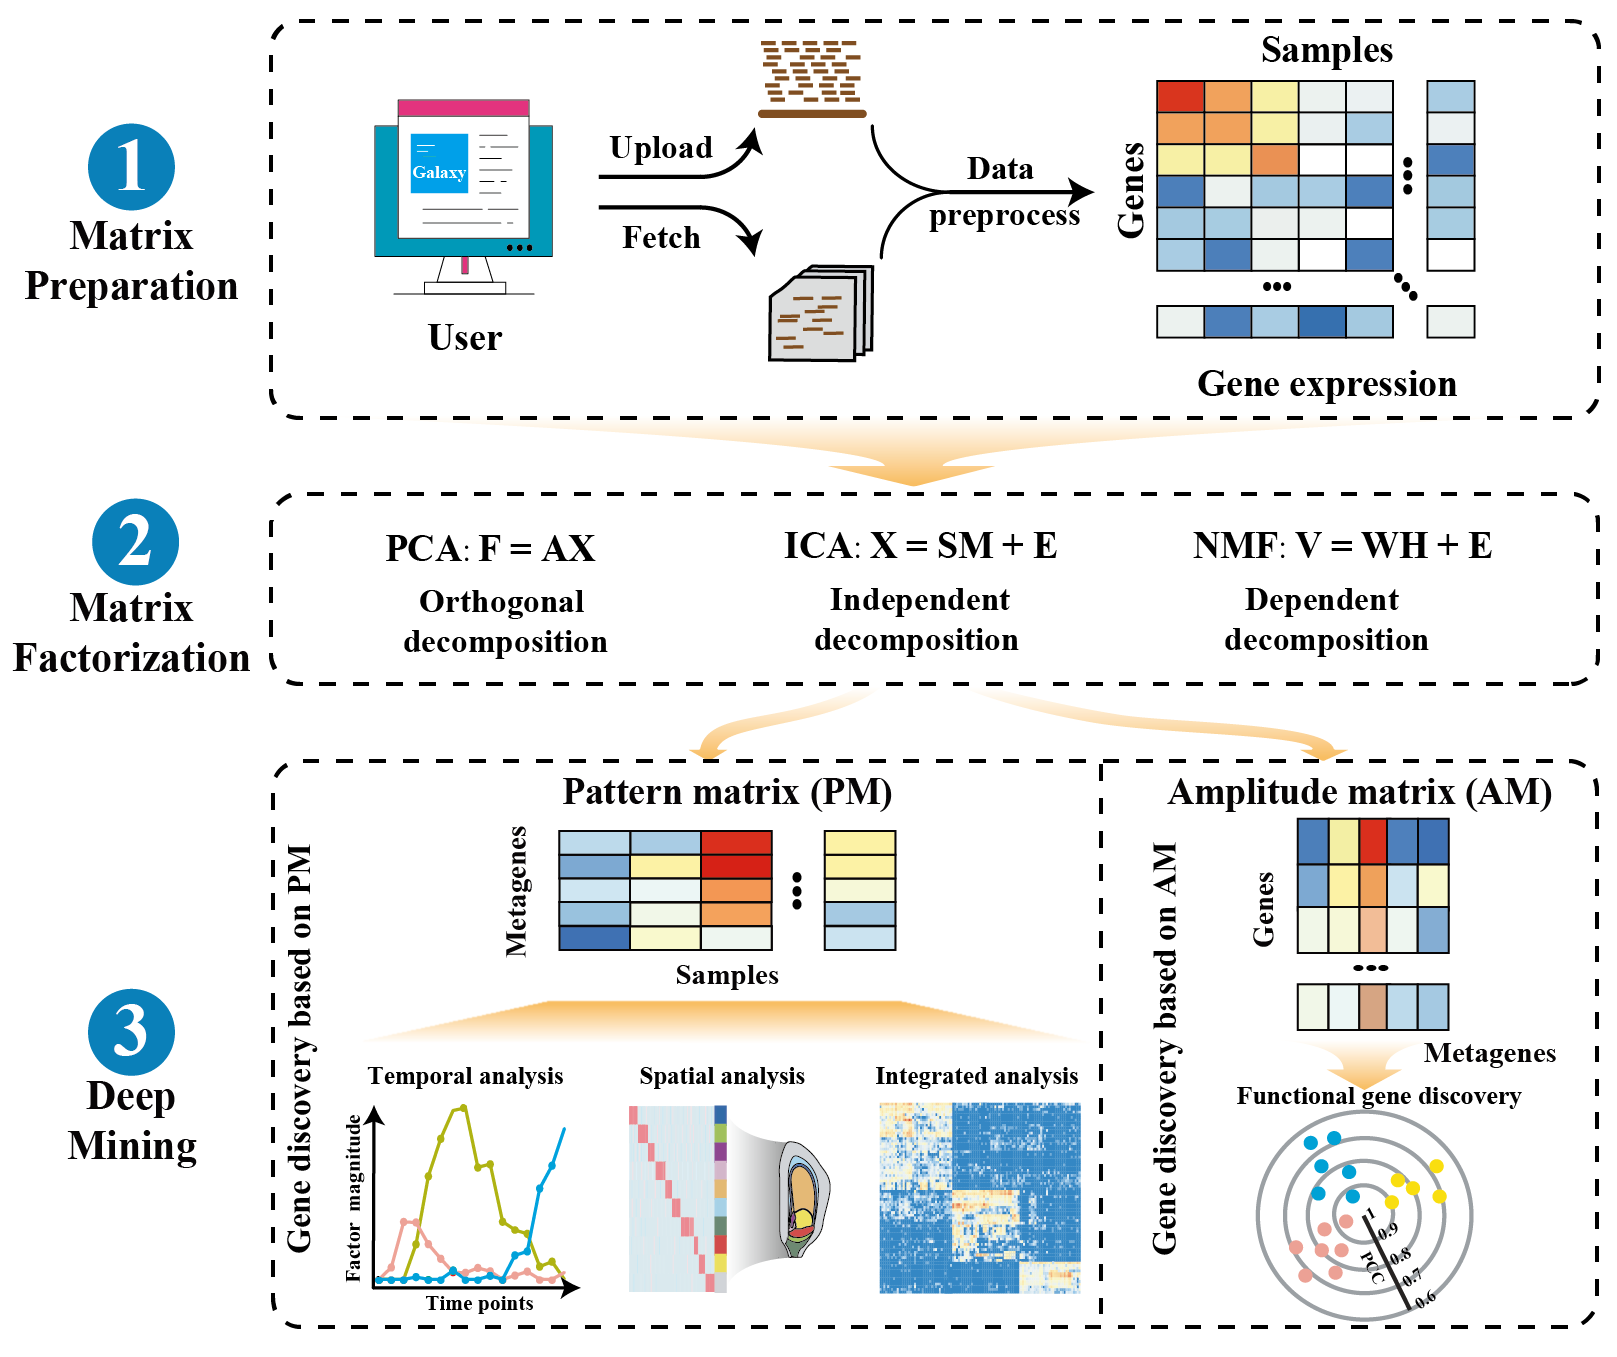 1
Matrix
Preparation
Galaxy
User
Upload
Fetch
Data
preprocess
Samples
Genes
Gene expression
2
Matrix
Factorization
PCA: F = AX
Orthogonal
decomposition
ICA: X = SM + E
Independent
decomposition
NMF: V = WH + E
Dependent
decomposition
3
Deep
Mining
Gene discovery based on PM
Pattern matrix (PM)
Metagenes
Samples
Temporal analysis
Factor magnitude
Time points
Spatial analysis
Integrated analysis
Gene discovery based on AM
Amplitude matrix (AM)
Genes
Metagenes
Functional gene discovery
1
0.9
0.8
0.7
0.6
PCC